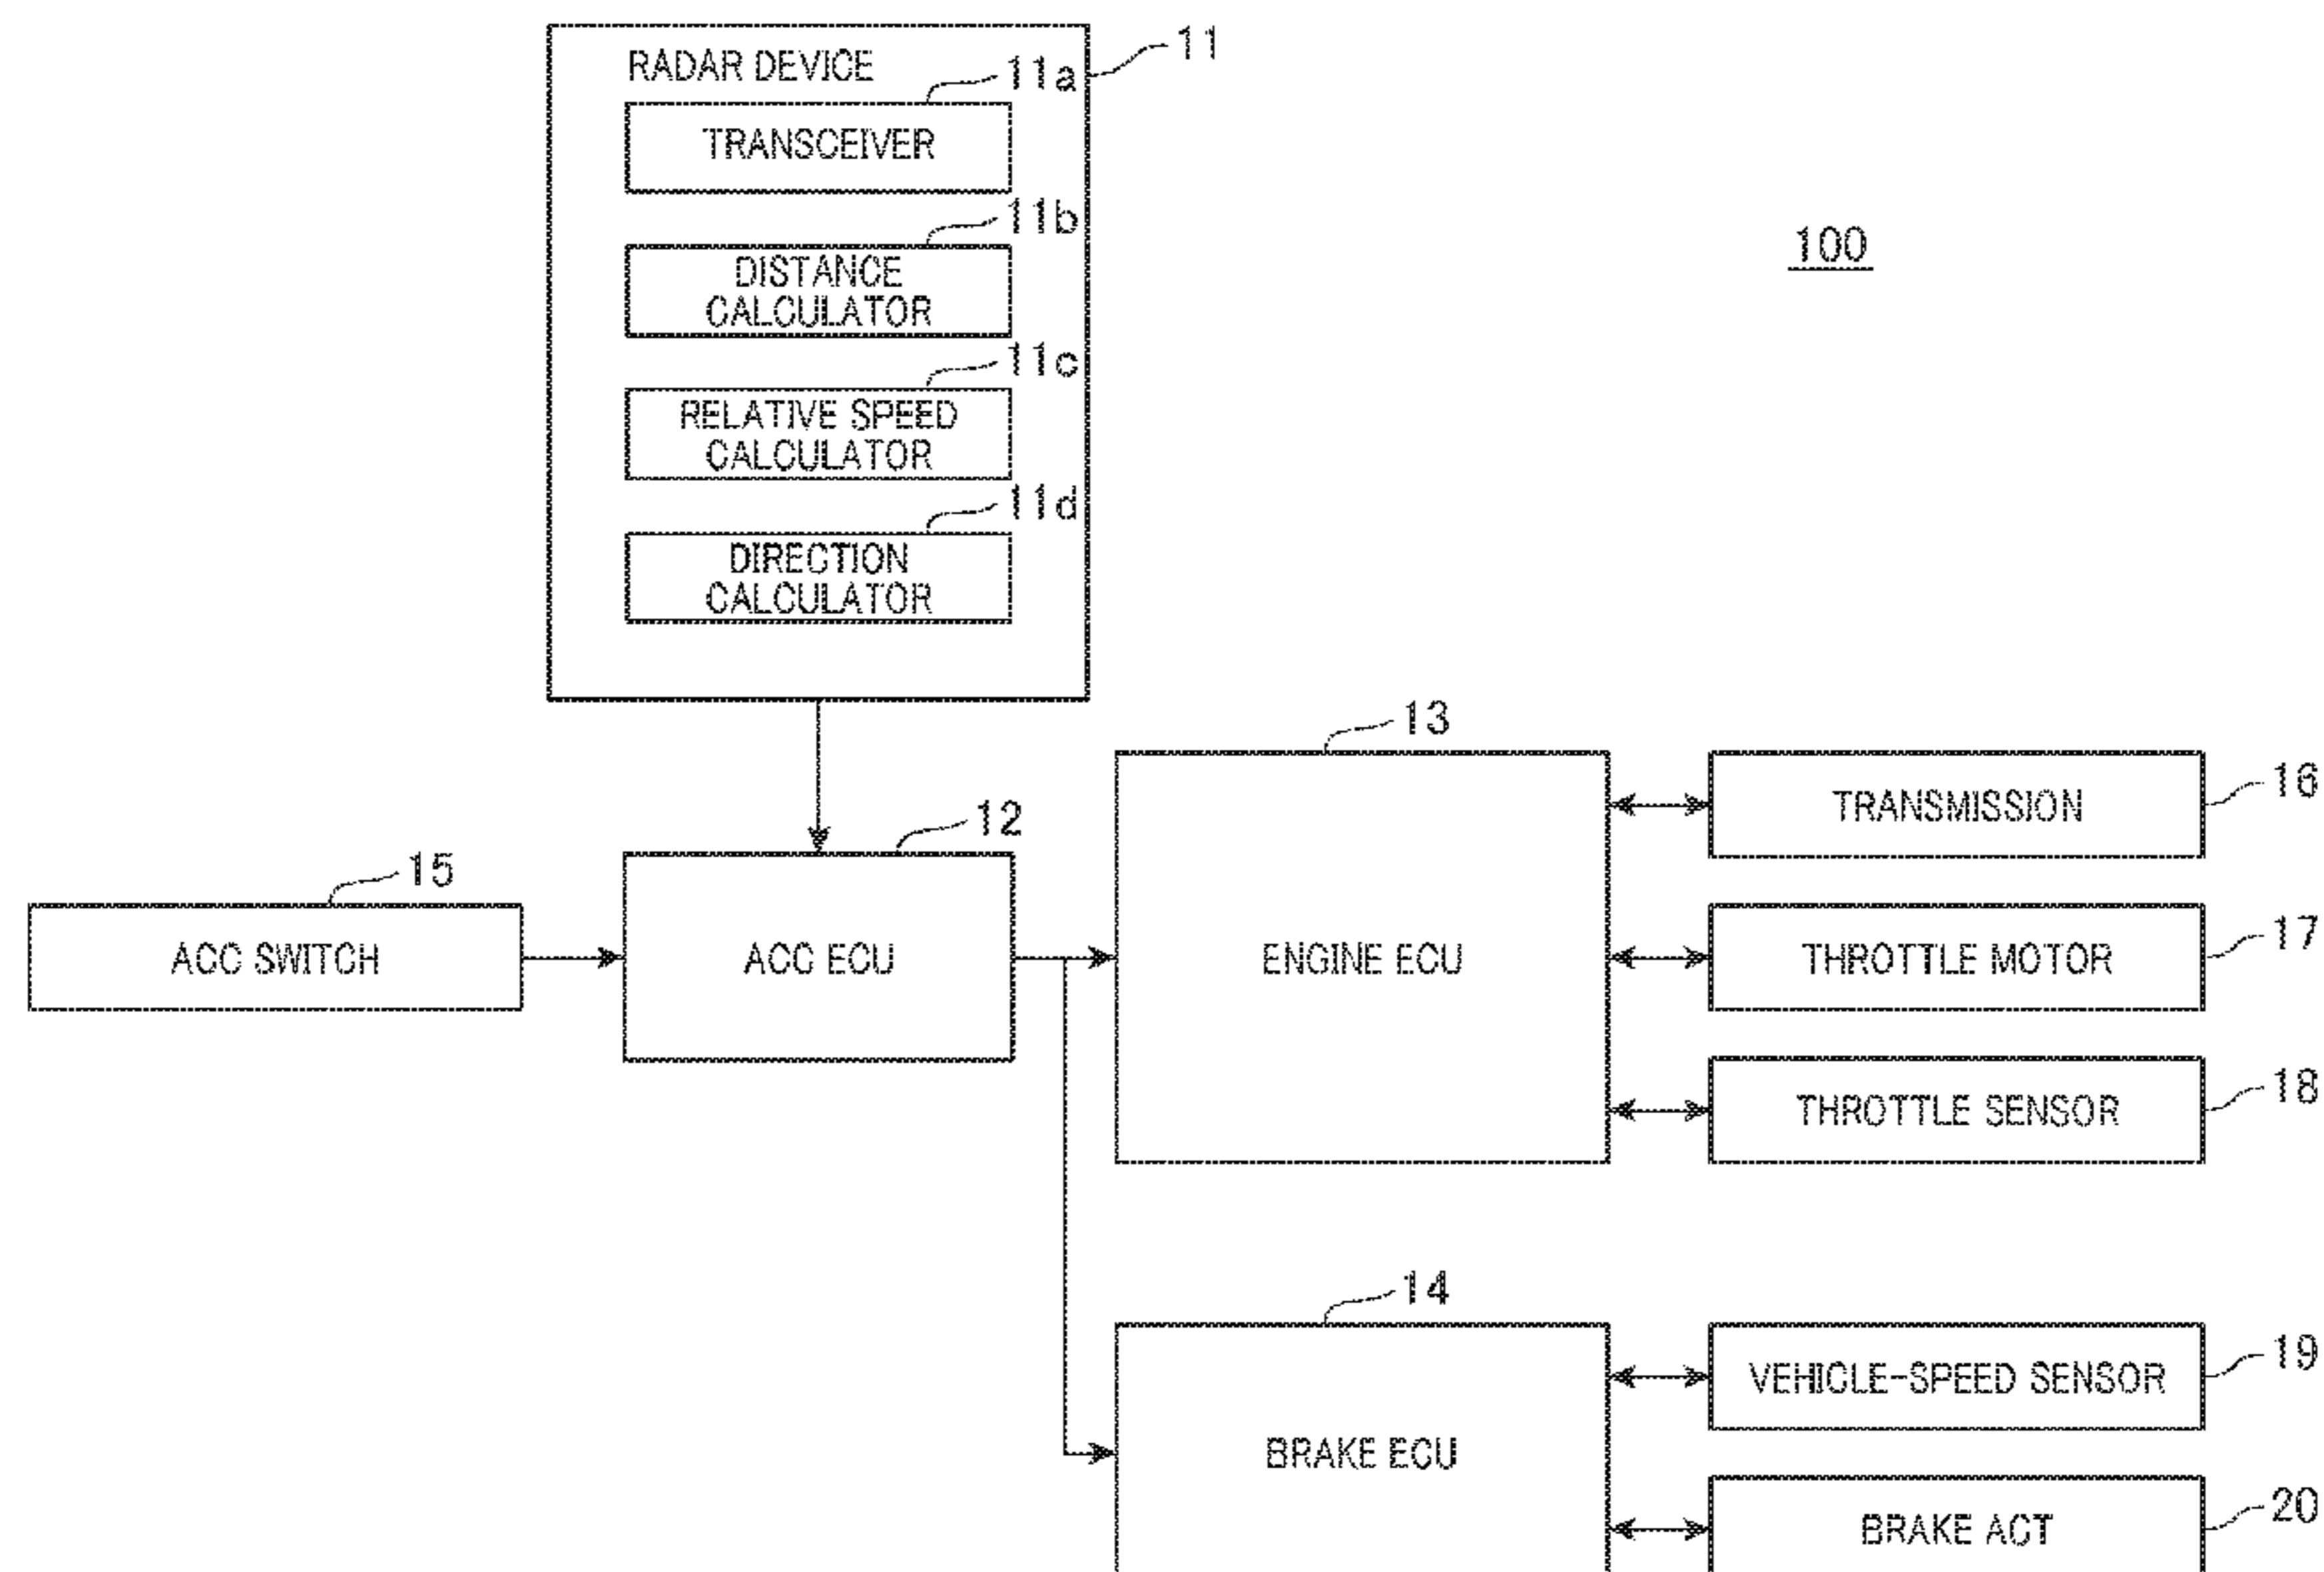 11
RADAR DEVICE
11a
TRANSCEIVER
11b
DISTANCE
CALCULATOR
11c
RELATIVE SPEED
CALCULATOR
11d
DIRECTION
CALCULATOR
100
13
16
TRANSMISSION
12
15
17
ACC SWITCH
ACC ECU
ENGINE ECU
THROTTLE MOTOR
18
THROTTLE SENSOR
14
19
VEHICLE-SPEED SENSOR
BRAKE ECU
20
BRAKE ACT